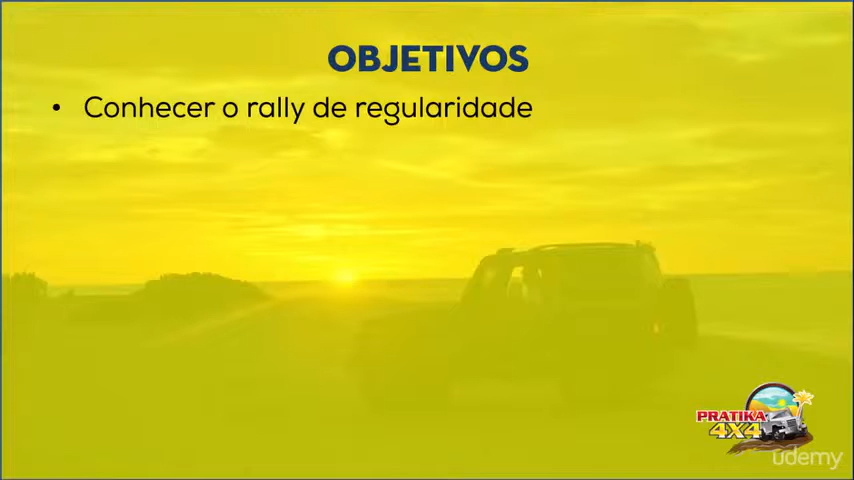 OBJETIVOS
• Conhecer o rally de regularidade
PRATIKA
4X4
udemy